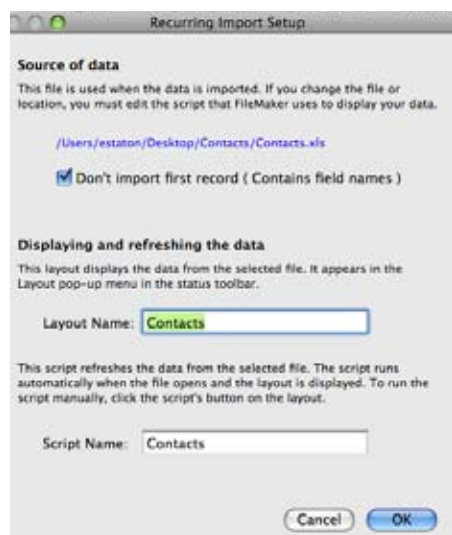 Recurring Import Setup
Source of data
This file is used when the data is imported. If you change the file or
location, you must edit the script that FileMaker uses to display your data.
/Users/estaton/Desktop/Contacts/Contacts.xls
Don't import first record ( Contains field names )
Displaying and refreshing the data
This layout displays the data from the selected file. It appears in the
Layout pop-up menu in the status toolbar.
Layout Name: Contacts
This script refreshes the data from the selected file. The script runs
automatically when the file opens and the layout is displayed. To run the
script manually, click the script's button on the layout.
Script Name: Contacts
Cancel OK